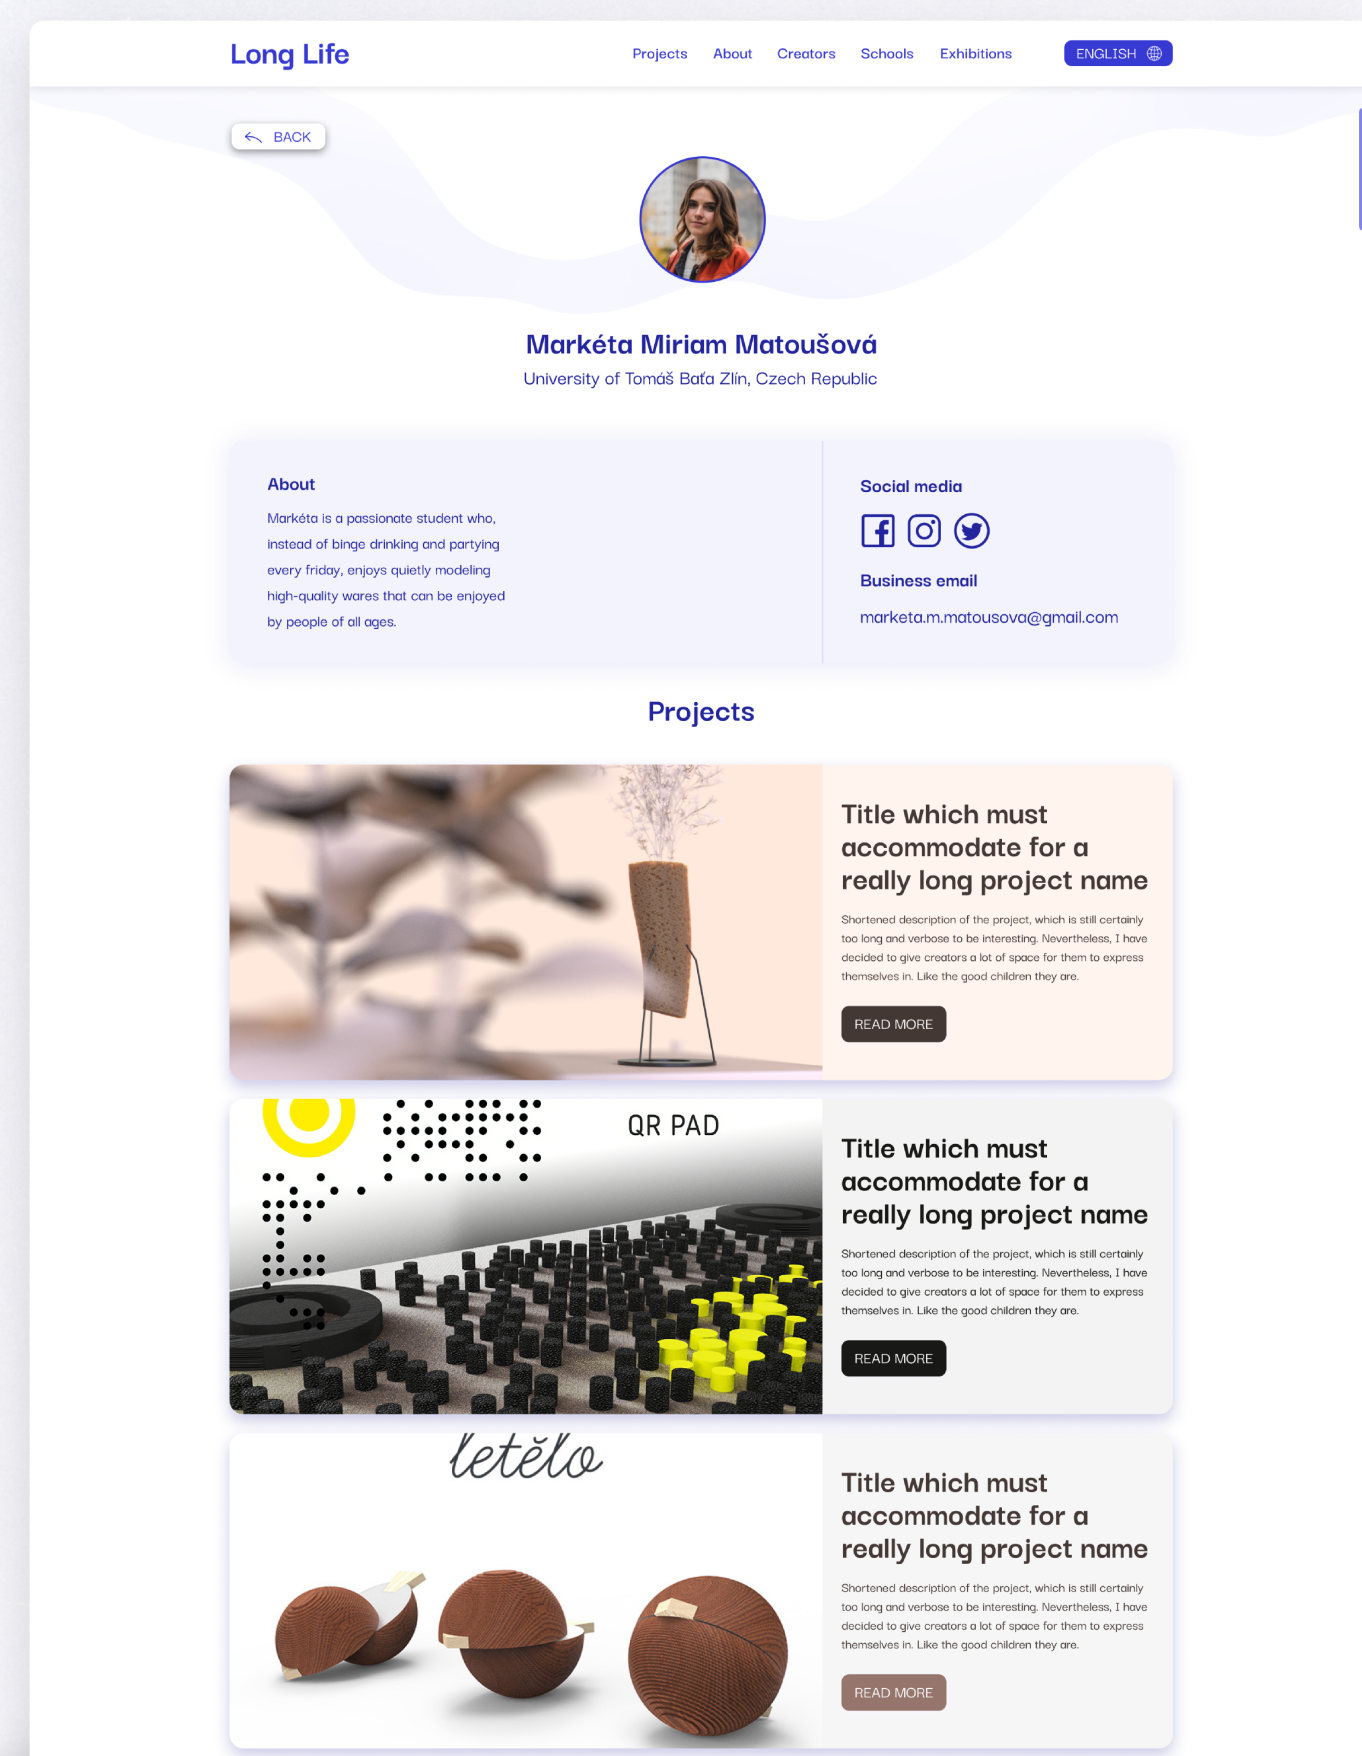 Long Life
Projects
About
Creators
Schools
Exhibitions
ENGLISH
BACK
Markéta Miriam Matoušová
University of Tomáš Baťa Zlín, Czech Republic
About
Markéta is a passionate student who,
instead of binge drinking and partying
every friday, enjoys quietly modeling
high-quality wares that can be enjoyed
by people of all ages.
Social media
Business email
marketa.m.matousova@gmail.com
Projects
Title which must
accommodate for a
really long project name
Shortened description of the project, which is still certainly
too long and verbose to be interesting. Nevertheless, I have
decided to give creators a lot of space for them to express
themselves in. Like the good children they are.
READ MORE
QR PAD
Title which must
accommodate for a
really long project name
Shortened description of the project, which is still certainly
too long and verbose to be interesting. Nevertheless, I have
decided to give creators a lot of space for them to express
themselves in. Like the good children they are.
READ MORE
letělo
Title which must
accommodate for a
really long project name
Shortened description of the project, which is still certainly
too long and verbose to be interesting. Nevertheless, I have
decided to give creators a lot of space for them to express
themselves in. Like the good children they are.
READ MORE